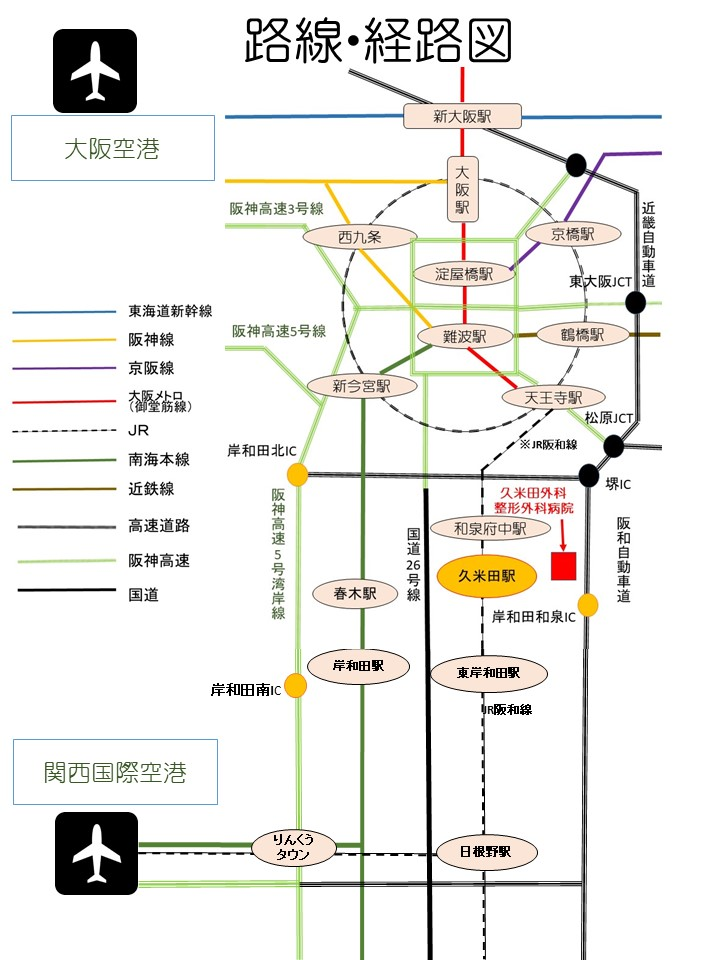 路線・経路図
大阪空港
新大阪駅
大阪駅
阪神高速3号線
西九条
京橋駅
近畿自動車道
淀屋橋駅
東大阪JCT
東海道新幹線
阪神線
京阪線
大阪メトロ
（御堂筋線）
JR
南海本線
近鉄線
高速道路
阪神高速
国道
阪神高速5号線
難波駅
鶴橋駅
新今宮駅
天王寺駅
松原JCT
※JR阪和線
岸和田北IC
堺IC
久米田外科
整形外科病院
阪神高速5号湾岸線
国道26号線
和泉府中駅
阪和自動車道
久米田駅
春木駅
岸和田和泉IC
岸和田駅
東岸和田駅
岸和田南IC
JR阪和線
関西国際空港
りんくう
タウン
日根野駅